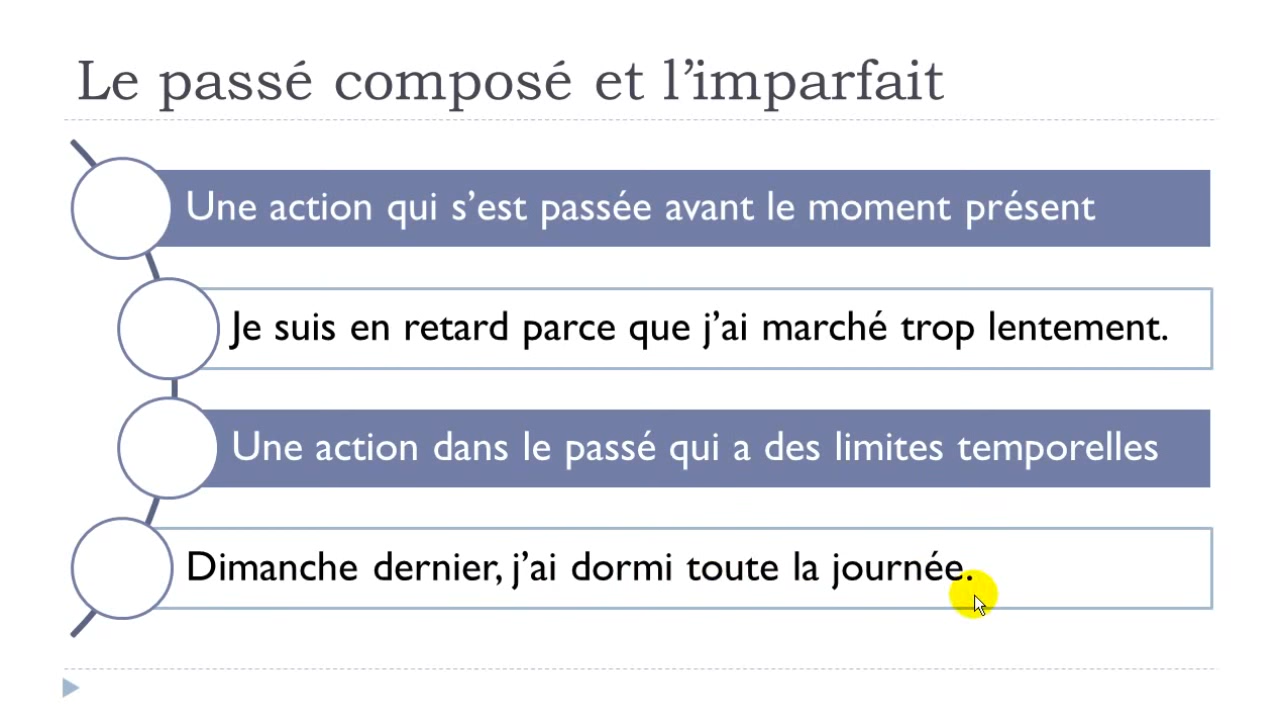 Le passé composé et l’imparfait
Une action qui s’est passée avant le moment présent
Je suis en retard parce que j’ai marché trop lentement.
Une action dans le passé qui a des limites temporelles
Dimanche dernier, j’ai dormi toute la journée.